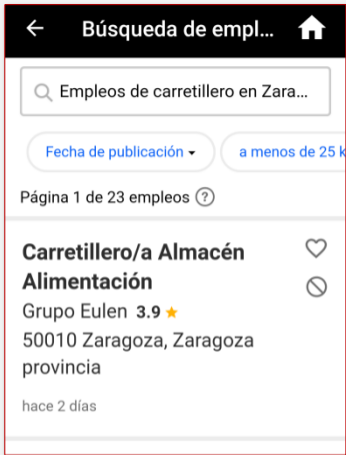 Búsqueda de empl...
Empleos de carretillero en Zara...
Fecha de publicación
a menos de 25 k
Página 1 de 23 empleos ?
Carretillero/a Almacén
Alimentación
Grupo Eulen 3.9
50010 Zaragoza, Zaragoza
provincia
hace 2 días